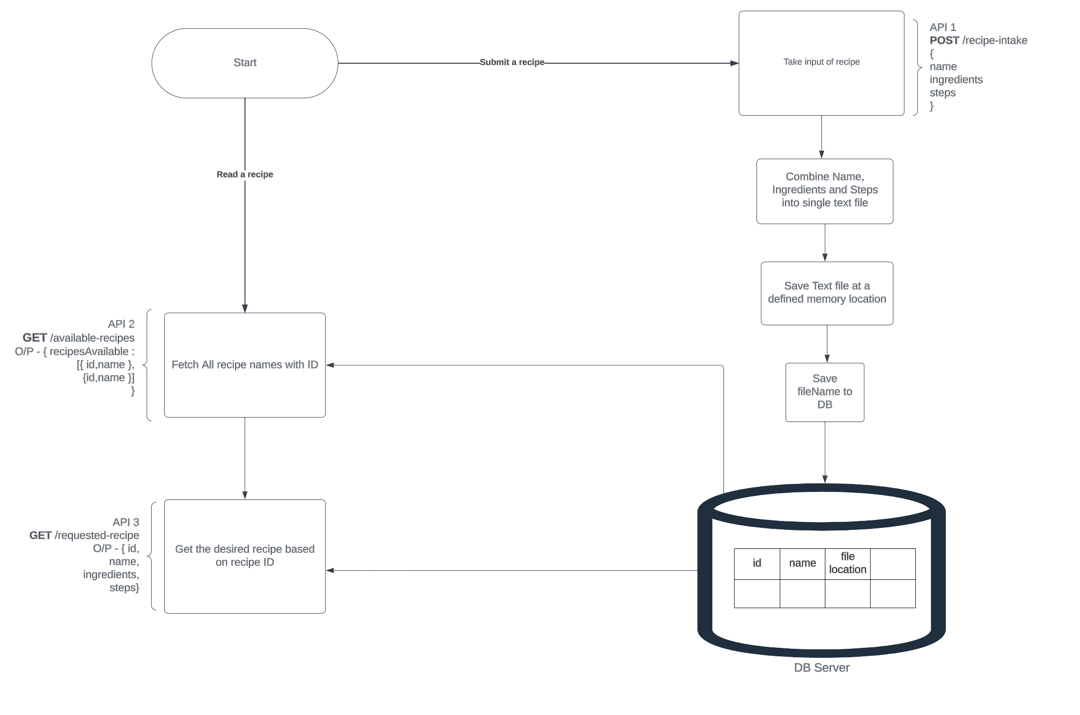 Start
Submit a recipe
Take input of recipe
API 1
POST /recipe-intake
{
name
ingredients
steps
}
Read a recipe
Combine Name,
Ingredients and Steps
into single text file
Save Text file at a
defined memory location
API 2
GET /available-recipes
O/P - { recipesAvailable :
[{ id,name },
{id,name }]
}
Fetch All recipe names with ID
Save
fileName to
DB
API 3
GET /requested-recipe
O/P - { id,
name,
ingredients,
steps}
Get the desired recipe based
on recipe ID
id
name
file
location
DB Server